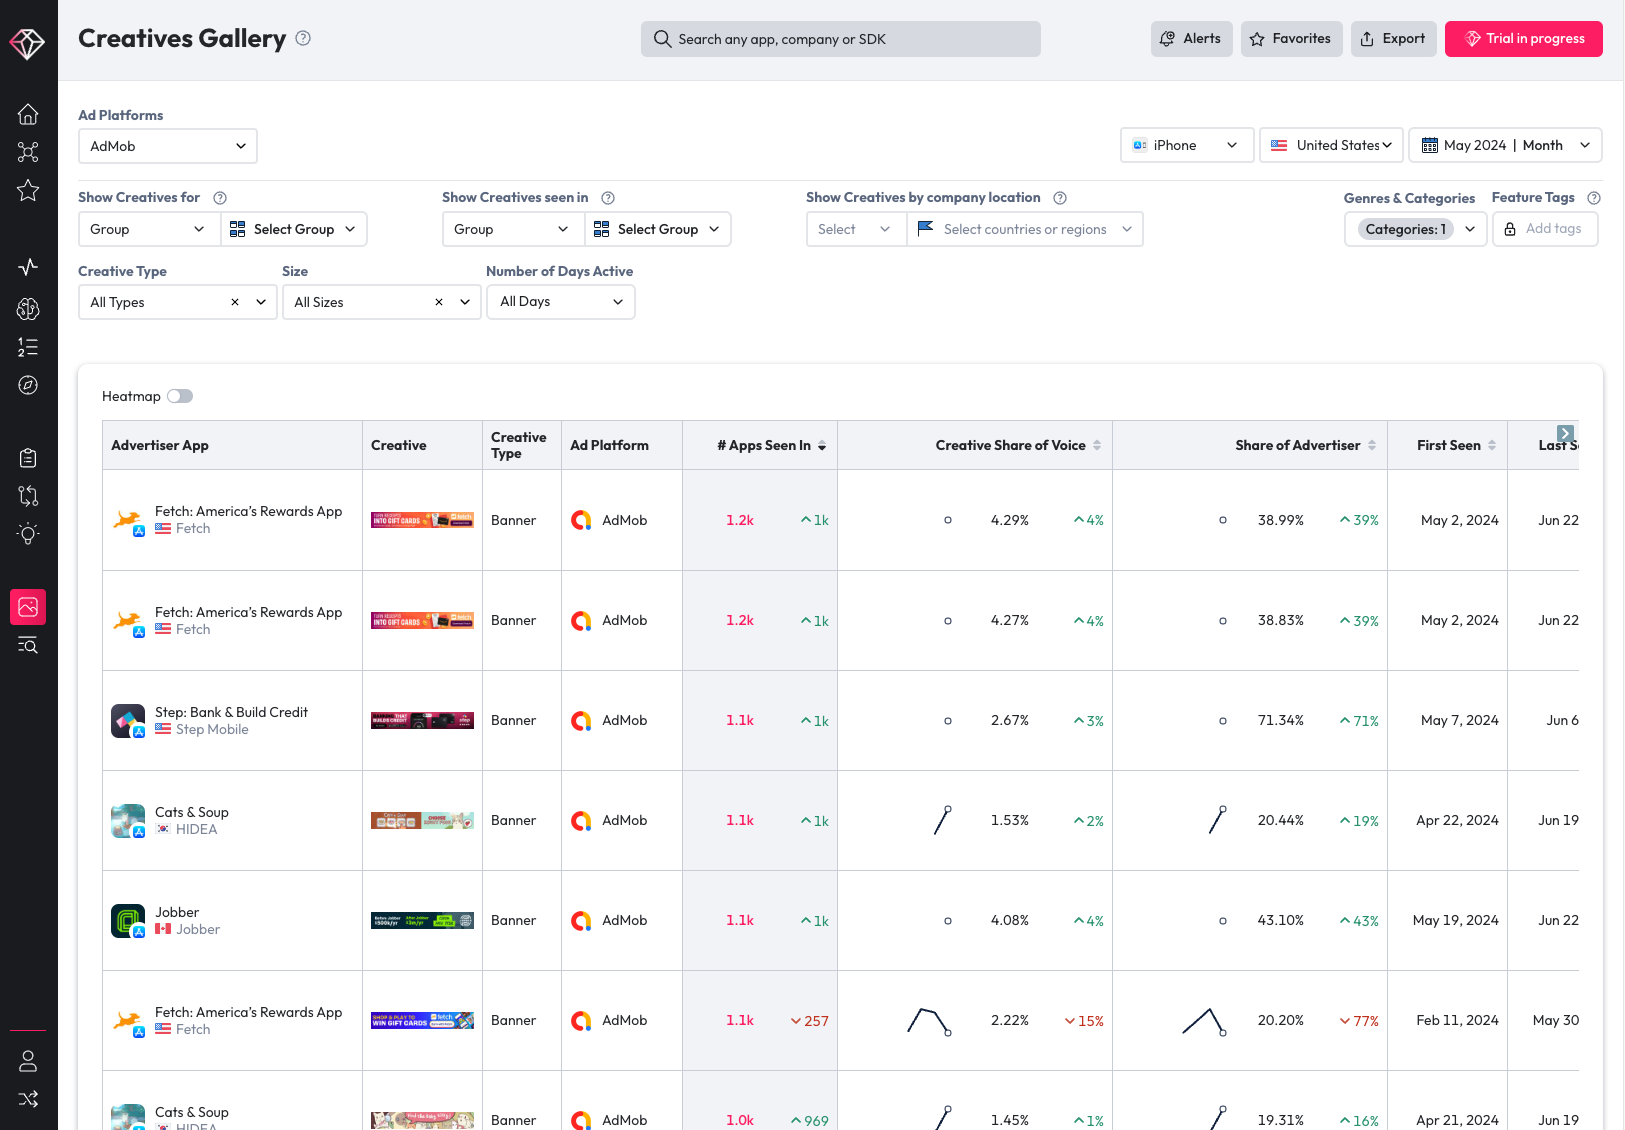 Creatives Gallery
Search any app, company or SDK
Alerts
Favorites
Export
Trial in progress
Ad Platforms
AdMob
iPhone
United States
May 2024 | Month
Show Creatives for
Show Creatives seen in
Show Creatives by company location
Genres & Categories
Feature Tags
Group
Select Group
Group
Select Group
Select
Select countries or regions
Categories: 1
Add tags
Creative Type
Size
Number of Days Active
All Types
All Sizes
All Days
Heatmap
Advertiser App
Creative
Creative Type
Ad Platform
# Apps Seen In
Creative Share of Voice
Share of Advertiser
First Seen
Last S
Fetch: America's Rewards App
Fetch
INTO GIFT CARDS
fetch
Banner
AdMob
1.2k
1k
4.29%
4%
38.99%
39%
May 2, 2024
Jun 22
Fetch: America's Rewards App
Fetch
INTO GIFT CARDS
fetch
Banner
AdMob
1.2k
1k
4.27%
4%
38.83%
39%
May 2, 2024
Jun 22
Step: Bank & Build Credit
Step Mobile
BUILDS CREDIT
step
Banner
AdMob
1.1k
1k
2.67%
3%
71.34%
71%
May 7, 2024
Jun 6
Cats & Soup
HIDEA
Banner
AdMob
1.1k
1k
1.53%
2%
20.44%
19%
Apr 22, 2024
Jun 19
Jobber
Jobber
Banner
AdMob
1.1k
1k
4.08%
4%
43.10%
43%
May 19, 2024
Jun 22
Fetch: America's Rewards App
Fetch
SHOP & PLAY TO
WIN GIFT CARDS
fetch
Banner
AdMob
1.1k
257
2.22%
15%
20.20%
77%
Feb 11, 2024
May 30
Cats & Soup
HIDEA
Banner
AdMob
1.0k
969
1.45%
1%
19.31%
16%
Apr 21, 2024
Jun 19